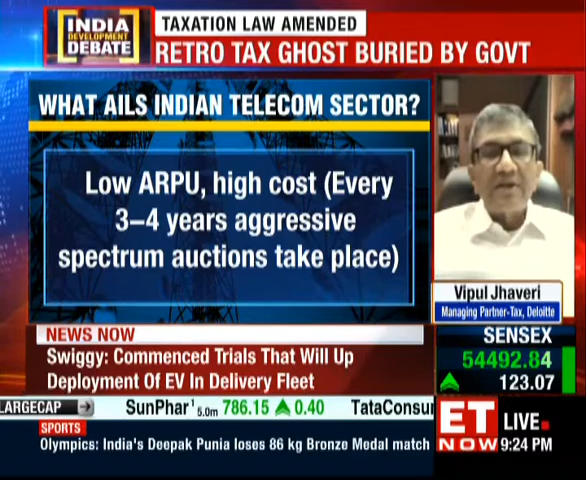 INDIA
DEVELOPMENT
DEBATE
TAXATION LAW AMENDED
RETRO TAX GHOST BURIED BY GOVT
WHAT AILS INDIAN TELECOM SECTOR?
Low ARPU, high cost (Every
3–4 years aggressive
spectrum auctions take place)
Vipul Jhaveri
Managing Partner-Tax, Deloitte
NEWS NOW
Swiggy: Commenced Trials That Will Up
Deployment Of EV In Delivery Fleet
SENSEX
54492.84
123.07
LARGECAP
SunPhar 1 5.0m 786.15 0.40 TataConsu
SPORTS
Olympics: India's Deepak Punia loses 86 kg Bronze Medal match
ET
NOW
LIVE
9:24 PM